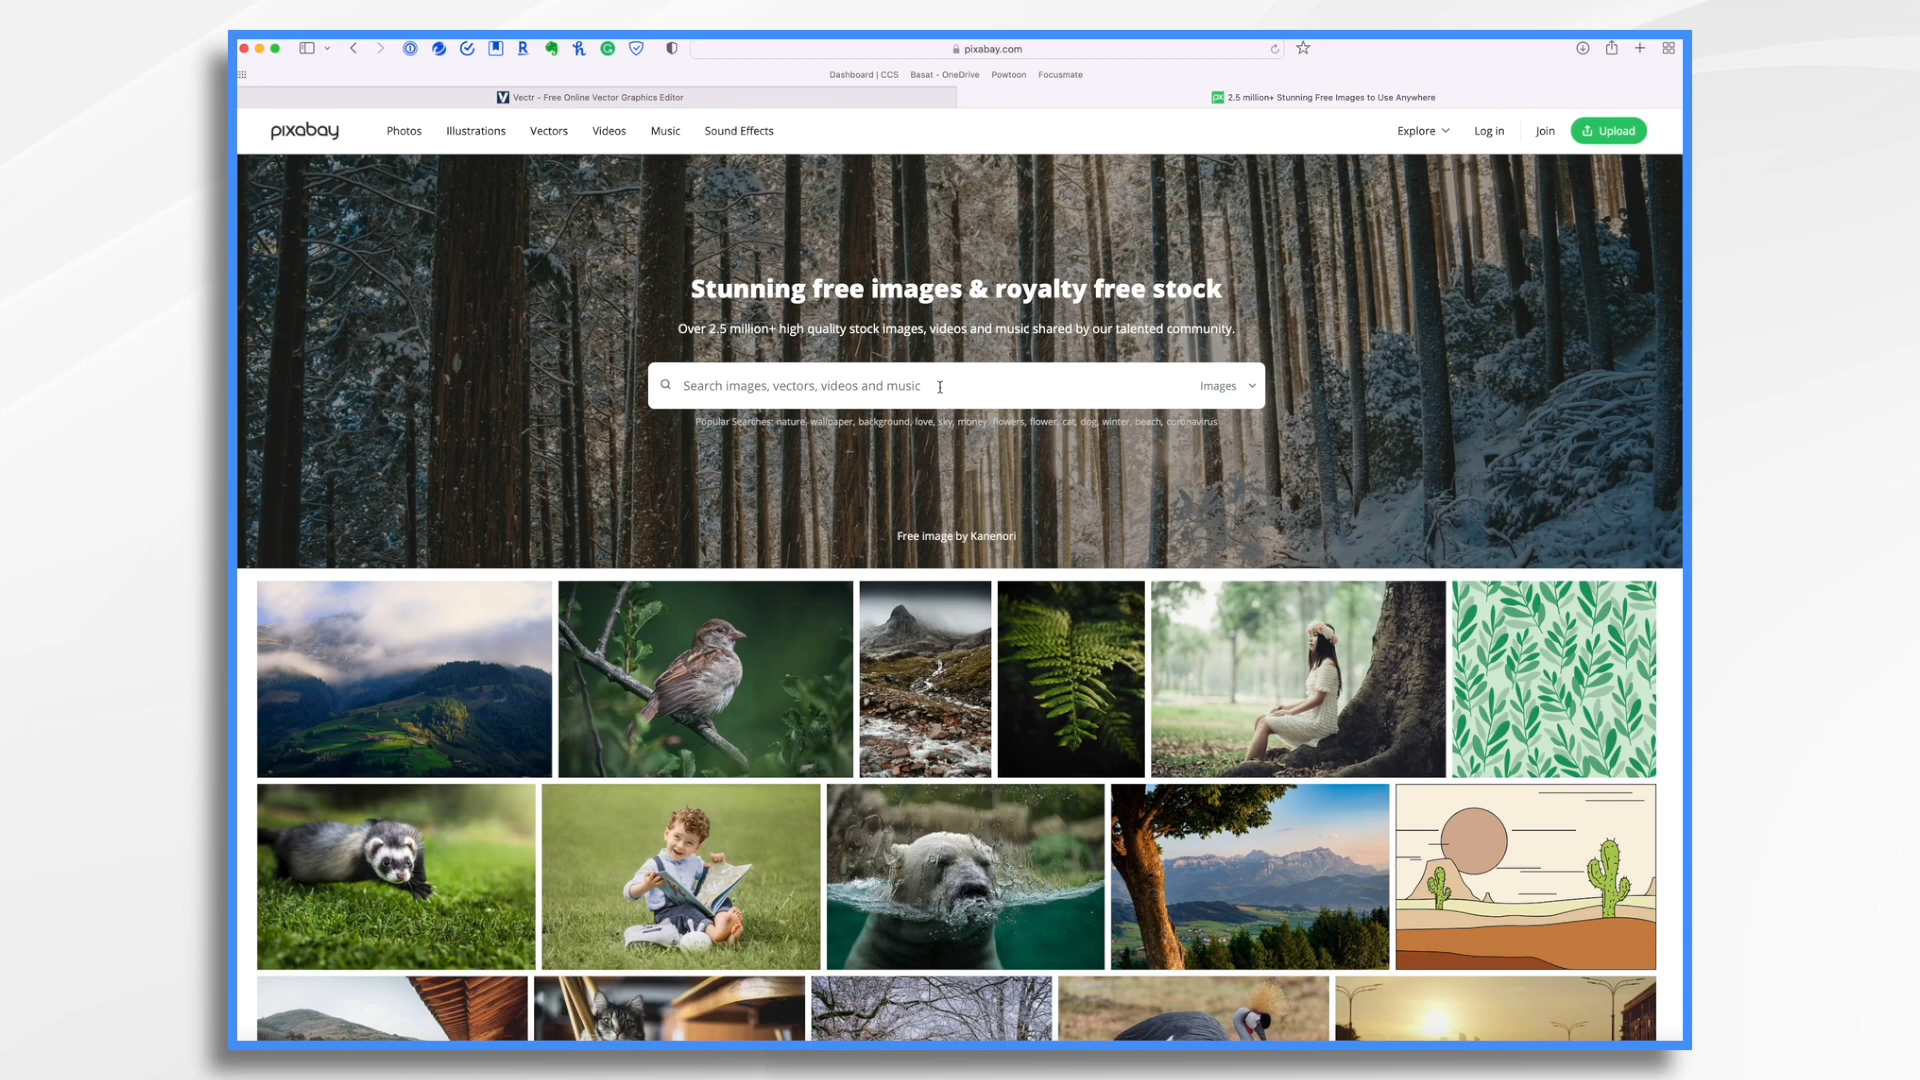 pixabay.com
Dashboard | CCS Basat - OneDrive Powtoon Focusmate
Vectr - Free Online Vector Graphics Editor
2.5 million+ Stunning Free Images to Use Anywhere
pixabay Photos Illustrations Vectors Videos Music Sound Effects Explore Log in Join Upload
Stunning free images & royalty free stock
Over 2.5 million+ high quality stock images, videos and music shared by our talented community.
Search images, vectors, videos and music Images
Popular Searches: nature, wallpaper, background, love, sky, money, flowers, flower, cat, dog, winter, beach, coronavirus
Free image by Kanenori